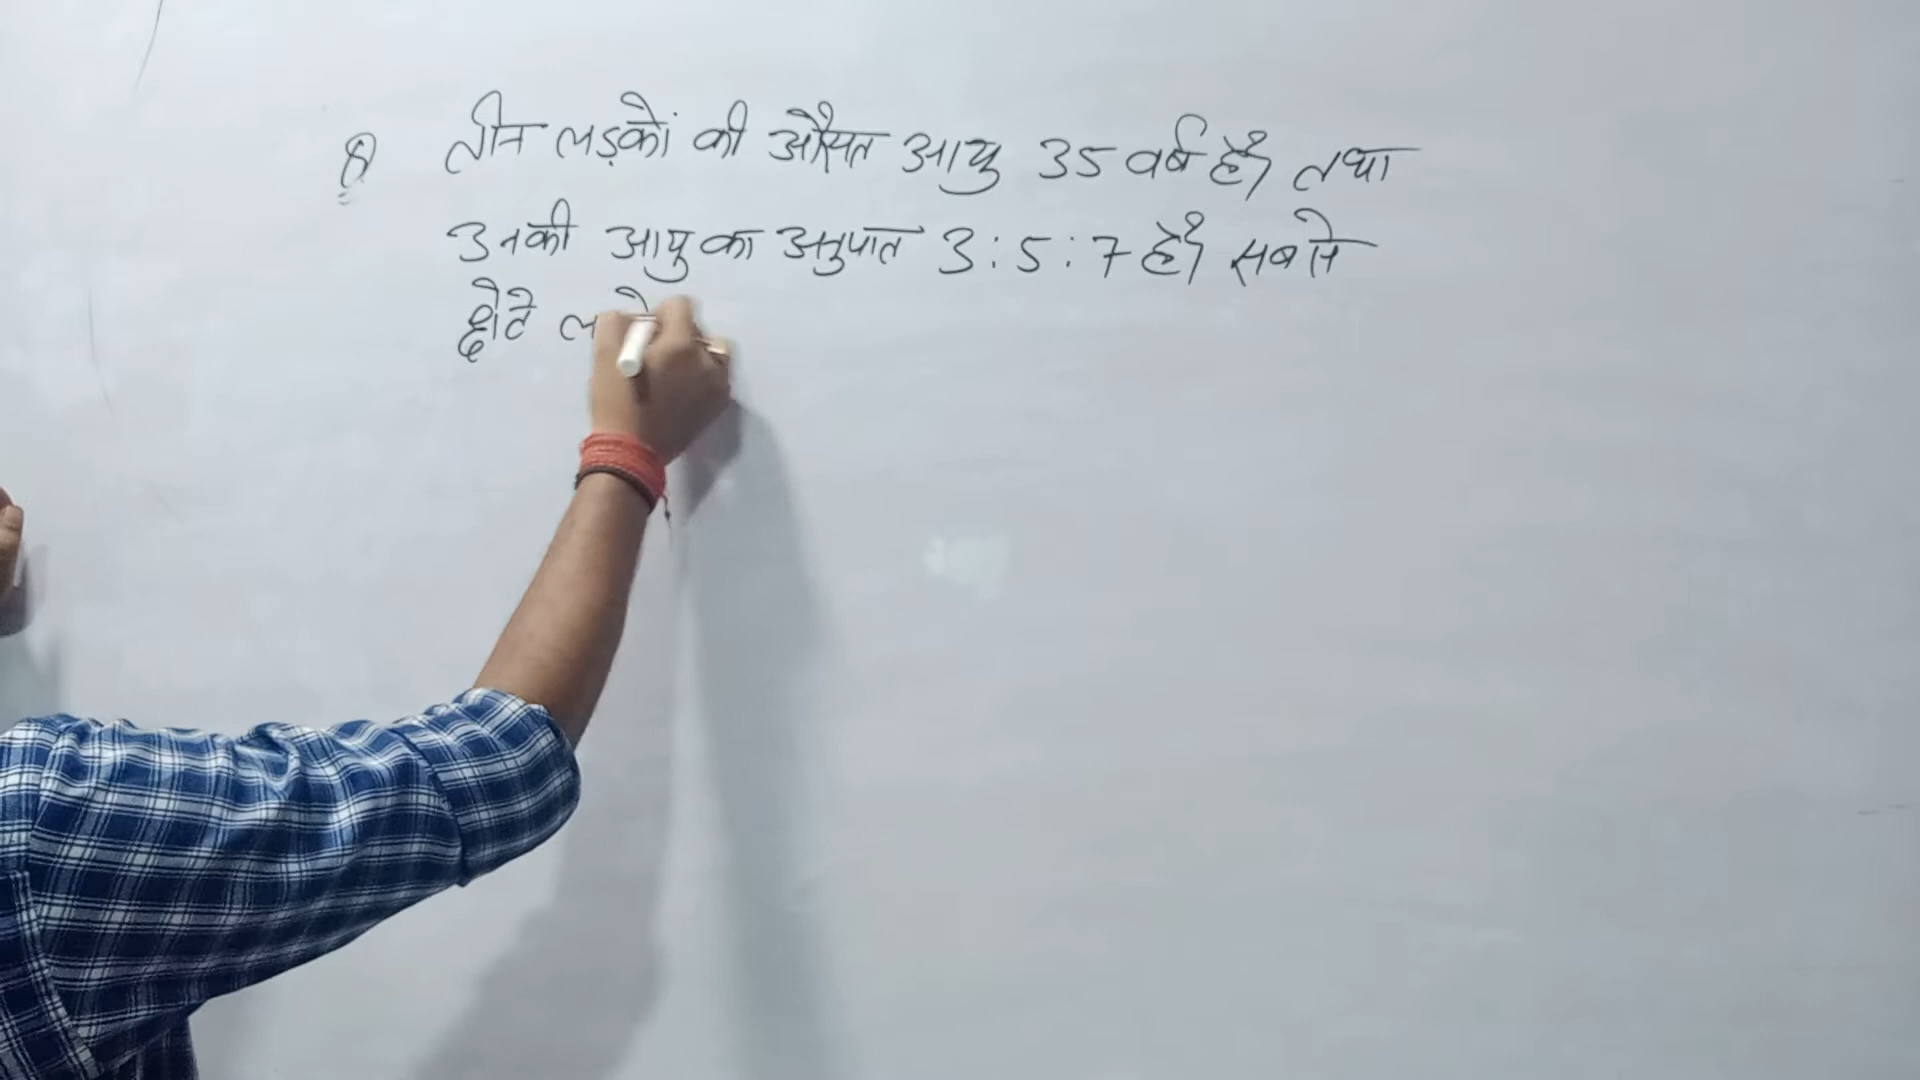 Q तीन लड़कों की औसत आयु 35 वर्ष है, तथा
उनकी आयु का अनुपात 3:5:7 है, सबसे
छोटे